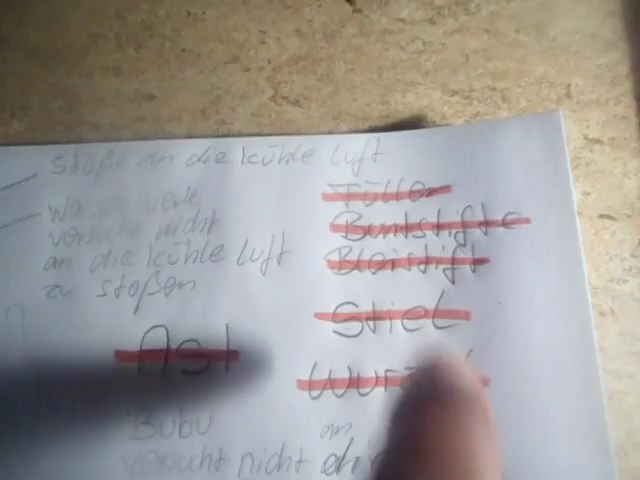 Stoße an die kühle luft
versucht nicht
an die kühle luft
zu stoßen
Füller
Buntstifte
Bleistift
Stiel
Ast
Bubu
versucht nicht